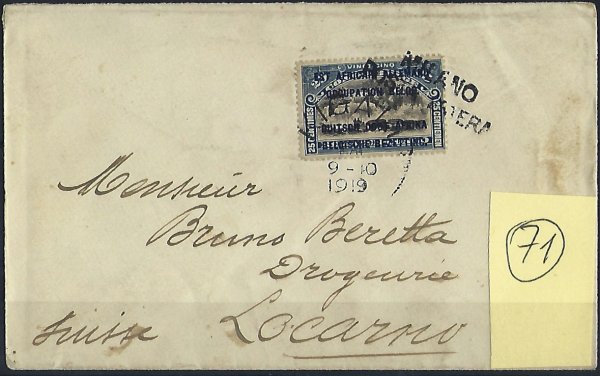 25 CENTIMES
25 CENTIEMEN
EST AFRICAIN ALLEMAND
OCCUPATION BELGE
DUITSCH OOST AFRIKA
BELGISCHE BEZETTING
MILANO
9-10
1919
Monsieur
Bruno Beretta
Droguerie
Suisse Locarno
71